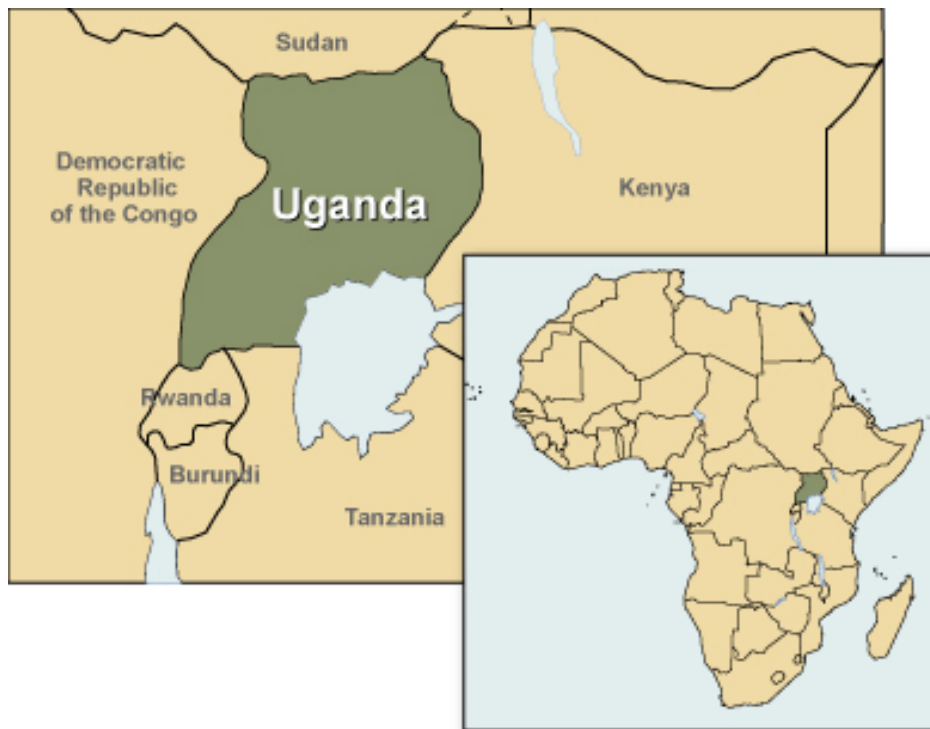 Sudan
Democratic
Republic
of the Congo
Uganda
Kenya
Rwanda
Burundi
Tanzania